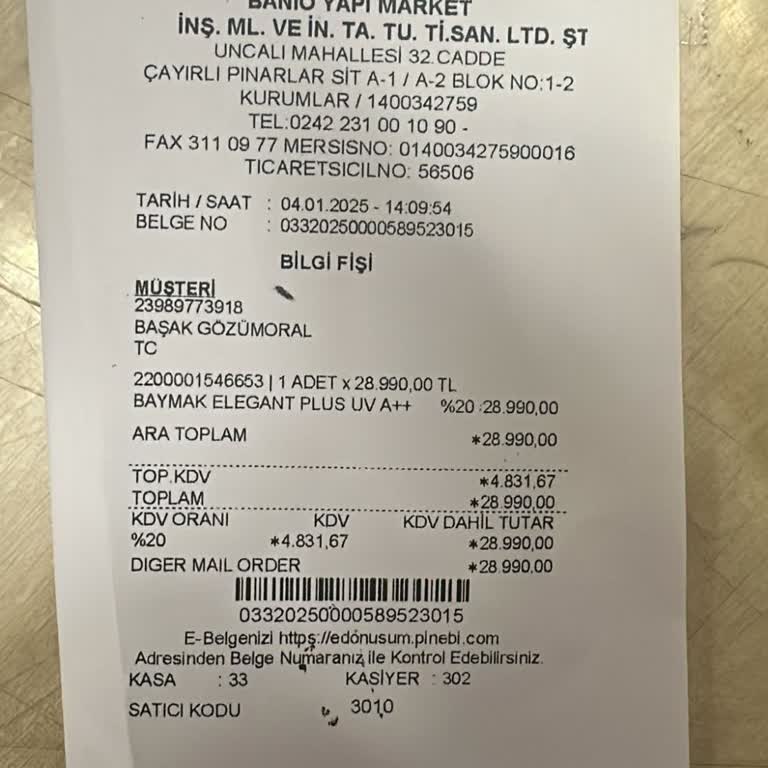 BANIO YAPI MARKET
İNŞ. ML. VE İN. TA. TU. Tİ.SAN. LTD. ŞT
UNCALI MAHALLESİ 32.CADDE
ÇAYIRLI PINARLAR SİT A-1 / A-2 BLOK NO:1-2
KURUMLAR / 1400342759
TEL:0242 231 00 10 90 -
FAX 311 09 77 MERSISNO: 0140034275900016
TICARETSICILNO: 56506
TARİH / SAAT : 04.01.2025 - 14:09:54
BELGE NO : 03320250000589523015
BİLGİ FİŞİ
MÜŞTERİ
23989773918
BAŞAK GÖZÜMORAL
TC
2200001546653 | 1 ADET x 28.990,00 TL
BAYMAK ELEGANT PLUS UV A++ %20 28.990,00
ARA TOPLAM *28.990,00
TOP.KDV *4.831,67
TOPLAM *28.990,00
KDV ORANI KDV KDV DAHİL TUTAR
%20 *4.831,67 *28.990,00
DIGER MAIL ORDER *28.990,00
03320250000589523015
E-Belgenizi https://edonusum.plnebi.com
Adresinden Belge Numaranız ile Kontrol Edebilirsiniz.
KASA : 33 KASİYER : 302
SATICI KODU 3010